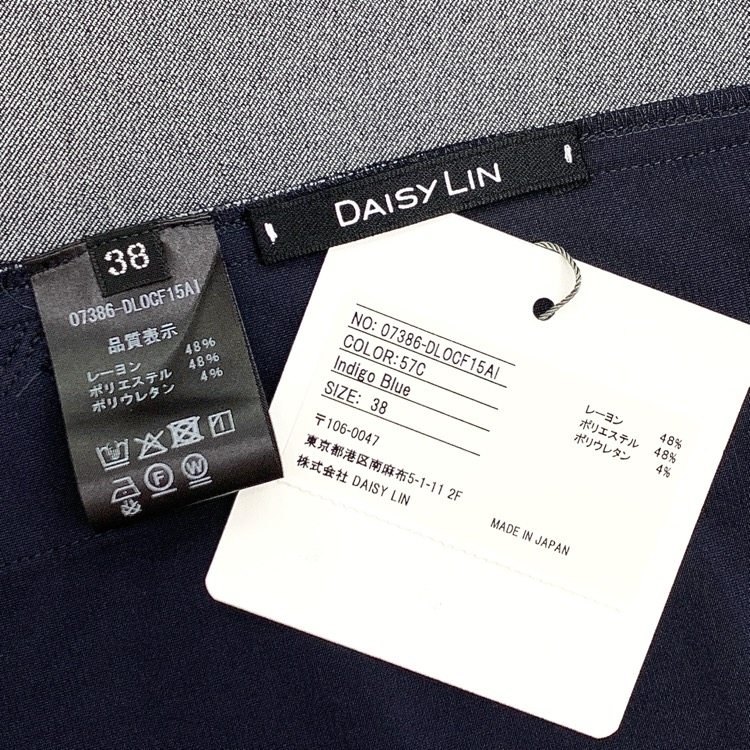 DAISY LIN
38
07386-DLOCF15AI
品質表示
レーヨン 48%
ポリエステル 48%
ポリウレタン 4%
F
W
NO: 07386-DLOCF15AI
COLOR:57C
Indigo Blue
SIZE: 38
〒106-0047
東京都港区南麻布5-1-11 2F
株式会社 DAISY LIN
レーヨン 48%
ポリエステル 48%
ポリウレタン 4%
MADE IN JAPAN